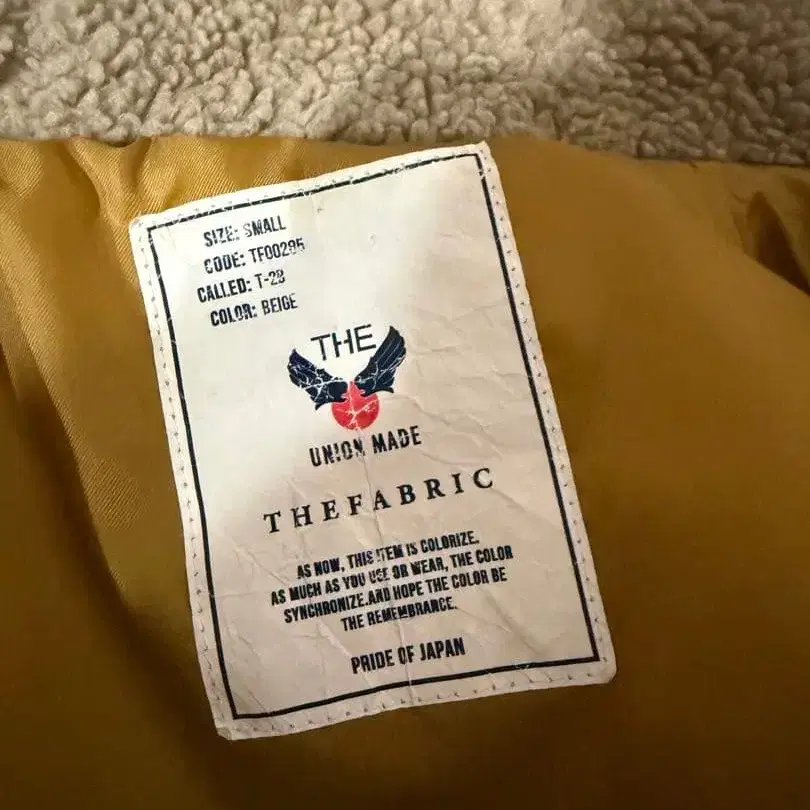 SIZE: SMALL
CODE: TF00295
CALLED: T-28
COLOR: BEIGE
THE
UNION MADE
THEFABRIC
AS NOW, THIS ITEM IS COLORIZE.
AS MUCH AS YOU USE OR WEAR, THE COLOR
SYNCHRONIZE.AND HOPE THE COLOR BE
THE REMEMBRANCE.
PRIDE OF JAPAN